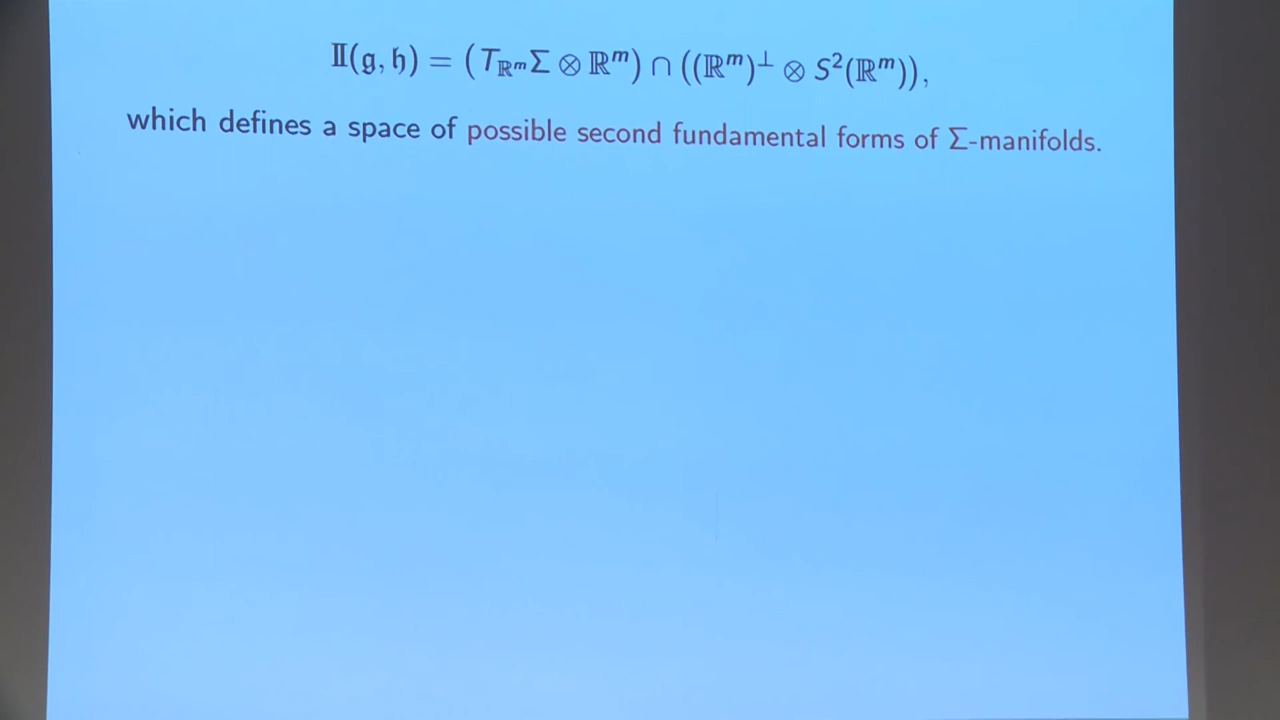 𝕀𝕀(𝔤, 𝔥) = (T_{ℝ^m}Σ ⊗ ℝ^m) ∩ ((ℝ^m)^⊥ ⊗ S^2(ℝ^m)),
which defines a space of possible second fundamental forms of Σ-manifolds.